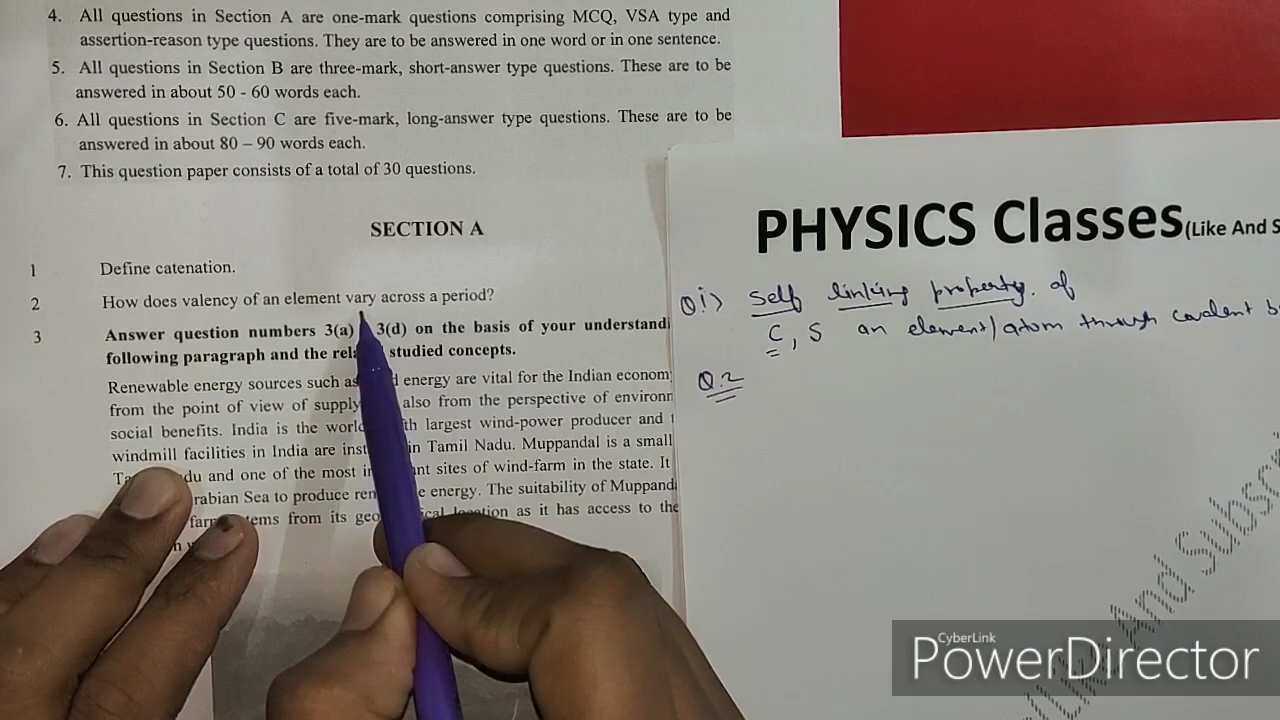 4. All questions in Section A are one-mark questions comprising MCQ, VSA type and
assertion-reason type questions. They are to be answered in one word or in one sentence.
5. All questions in Section B are three-mark, short-answer type questions. These are to be
answered in about 50 - 60 words each.
6. All questions in Section C are five-mark, long-answer type questions. These are to be
answered in about 80 – 90 words each.
7. This question paper consists of a total of 30 questions.
SECTION A
1 Define catenation.
2 How does valency of an element vary across a period?
3 Answer question numbers 3(a) 3(d) on the basis of your understandi
following paragraph and the rela studied concepts.
Renewable energy sources such as d energy are vital for the Indian econom
from the point of view of supply also from the perspective of environm
social benefits. India is the world th largest wind-power producer and t
windmill facilities in India are inst in Tamil Nadu. Muppandal is a small
Ta du and one of the most i nt sites of wind-farm in the state. It
rabian Sea to produce ren e energy. The suitability of Muppanda
farm stems from its geo ical location as it has access to the
PHYSICS Classes(Like And S
Q i) Self linking property of
C, S an element/atom through covalent b
Q.2
Like And Subscri
CyberLink
PowerDirector